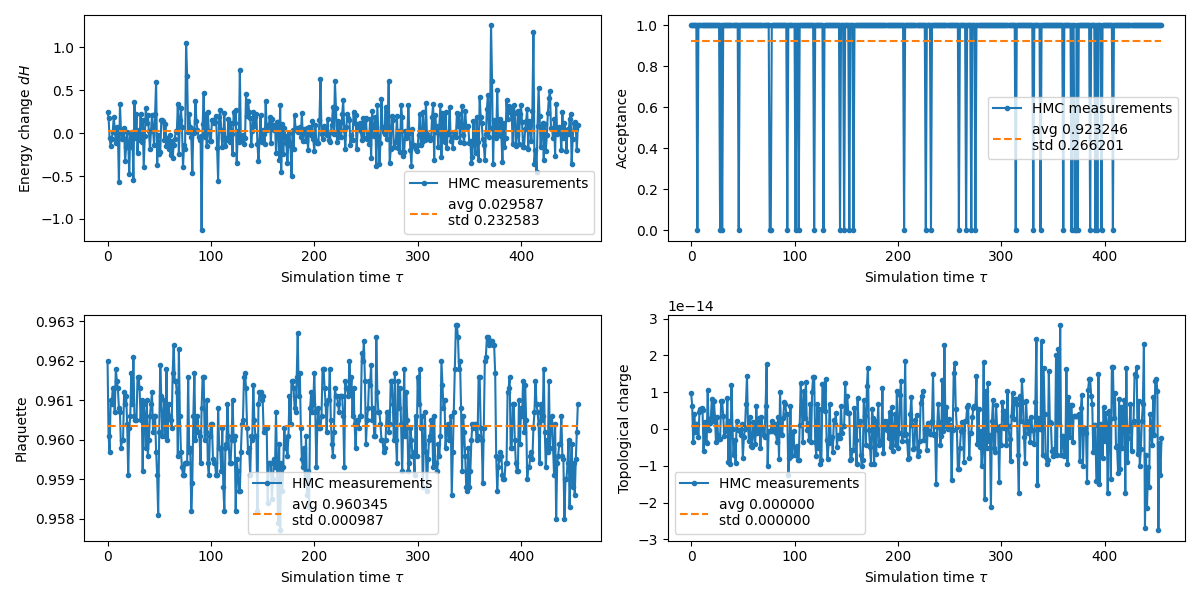 1.0
0.5
0.0
−0.5
−1.0
Energy change dH
HMC measurements
avg 0.029587
std 0.232583
0
100
200
300
400
Simulation time τ
1.0
0.8
0.6
0.4
0.2
0.0
Acceptance
HMC measurements
avg 0.923246
std 0.266201
0
100
200
300
400
Simulation time τ
0.963
0.962
0.961
0.960
0.959
0.958
Plaquette
HMC measurements
avg 0.960345
std 0.000987
0
100
200
300
400
Simulation time τ
1e−14
3
2
1
0
−1
−2
−3
Topological charge
HMC measurements
avg 0.000000
std 0.000000
0
100
200
300
400
Simulation time τ